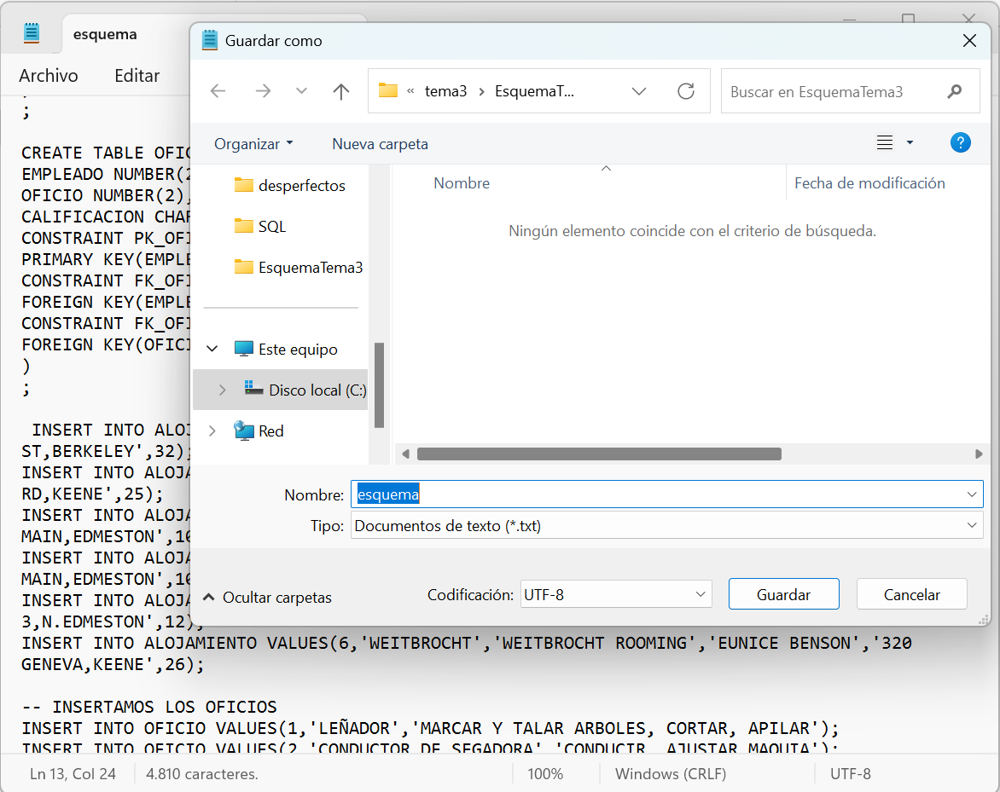 esquema
Archivo
Editar
;
CREATE TABLE OFIC
EMPLEADO NUMBER(2
OFICIO NUMBER(2),
CALIFICACION CHAR
CONSTRAINT PK_OFI
PRIMARY KEY(EMPLE
CONSTRAINT FK_OFI
FOREIGN KEY(EMPLE
CONSTRAINT FK_OFI
FOREIGN KEY(OFICI
)
;
INSERT INTO ALOJ
ST,BERKELEY',32);
INSERT INTO ALOJA
RD,KEENE',25);
INSERT INTO ALOJA
MAIN,EDMESTON',10
INSERT INTO ALOJA
MAIN,EDMESTON',10
INSERT INTO ALOJA
3,N.EDMESTON',12);
INSERT INTO ALOJAMIENTO VALUES(6,'WEITBROCHT','WEITBROCHT ROOMING','EUNICE BENSON','320
GENEVA,KEENE',26);
-- INSERTAMOS LOS OFICIOS
INSERT INTO OFICIO VALUES(1,'LEÑADOR','MARCAR Y TALAR ARBOLES, CORTAR, APILAR');
INSERT INTO OFICIO VALUES(2,'CONDUCTOR DE SEGADORA','CONDUCIR, AJUSTAR MAQUIA');
Ln 13, Col 24
4.810 caracteres.
100%
Windows (CRLF)
UTF-8
Guardar como
« tema3 > EsquemaT...
Buscar en EsquemaTema3
Organizar
Nueva carpeta
?
desperfectos
SQL
EsquemaTema3
Este equipo
Disco local (C:)
Red
Nombre
Fecha de modificación
Ningún elemento coincide con el criterio de búsqueda.
Nombre: esquema
Tipo: Documentos de texto (*.txt)
Ocultar carpetas
Codificación: UTF-8
Guardar
Cancelar